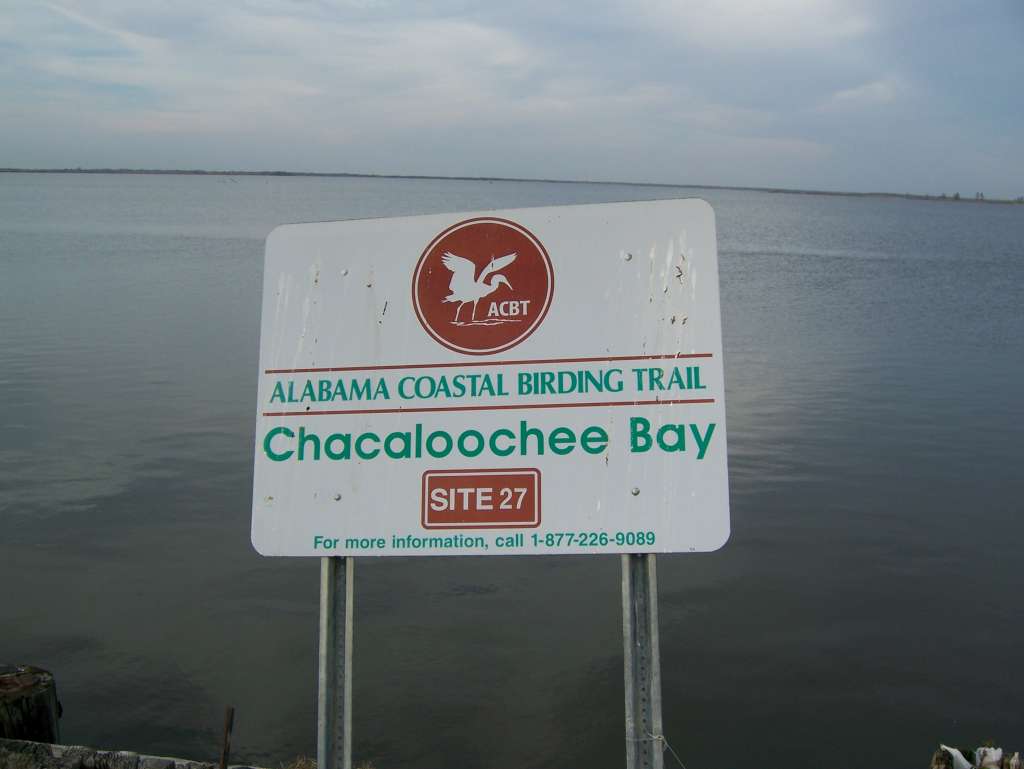 ACBT
ALABAMA COASTAL BIRDING TRAIL
Chacaloochee Bay
SITE 27
For more information, call 1-877-226-9089